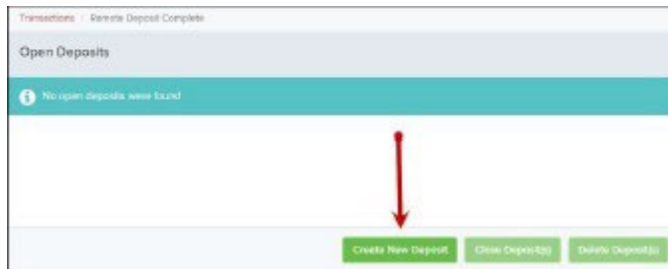 Transactions / Remote Deposit Complete
Open Deposits
No open deposits were found
Create New Deposit Close Deposit(s) Delete Deposit(s)